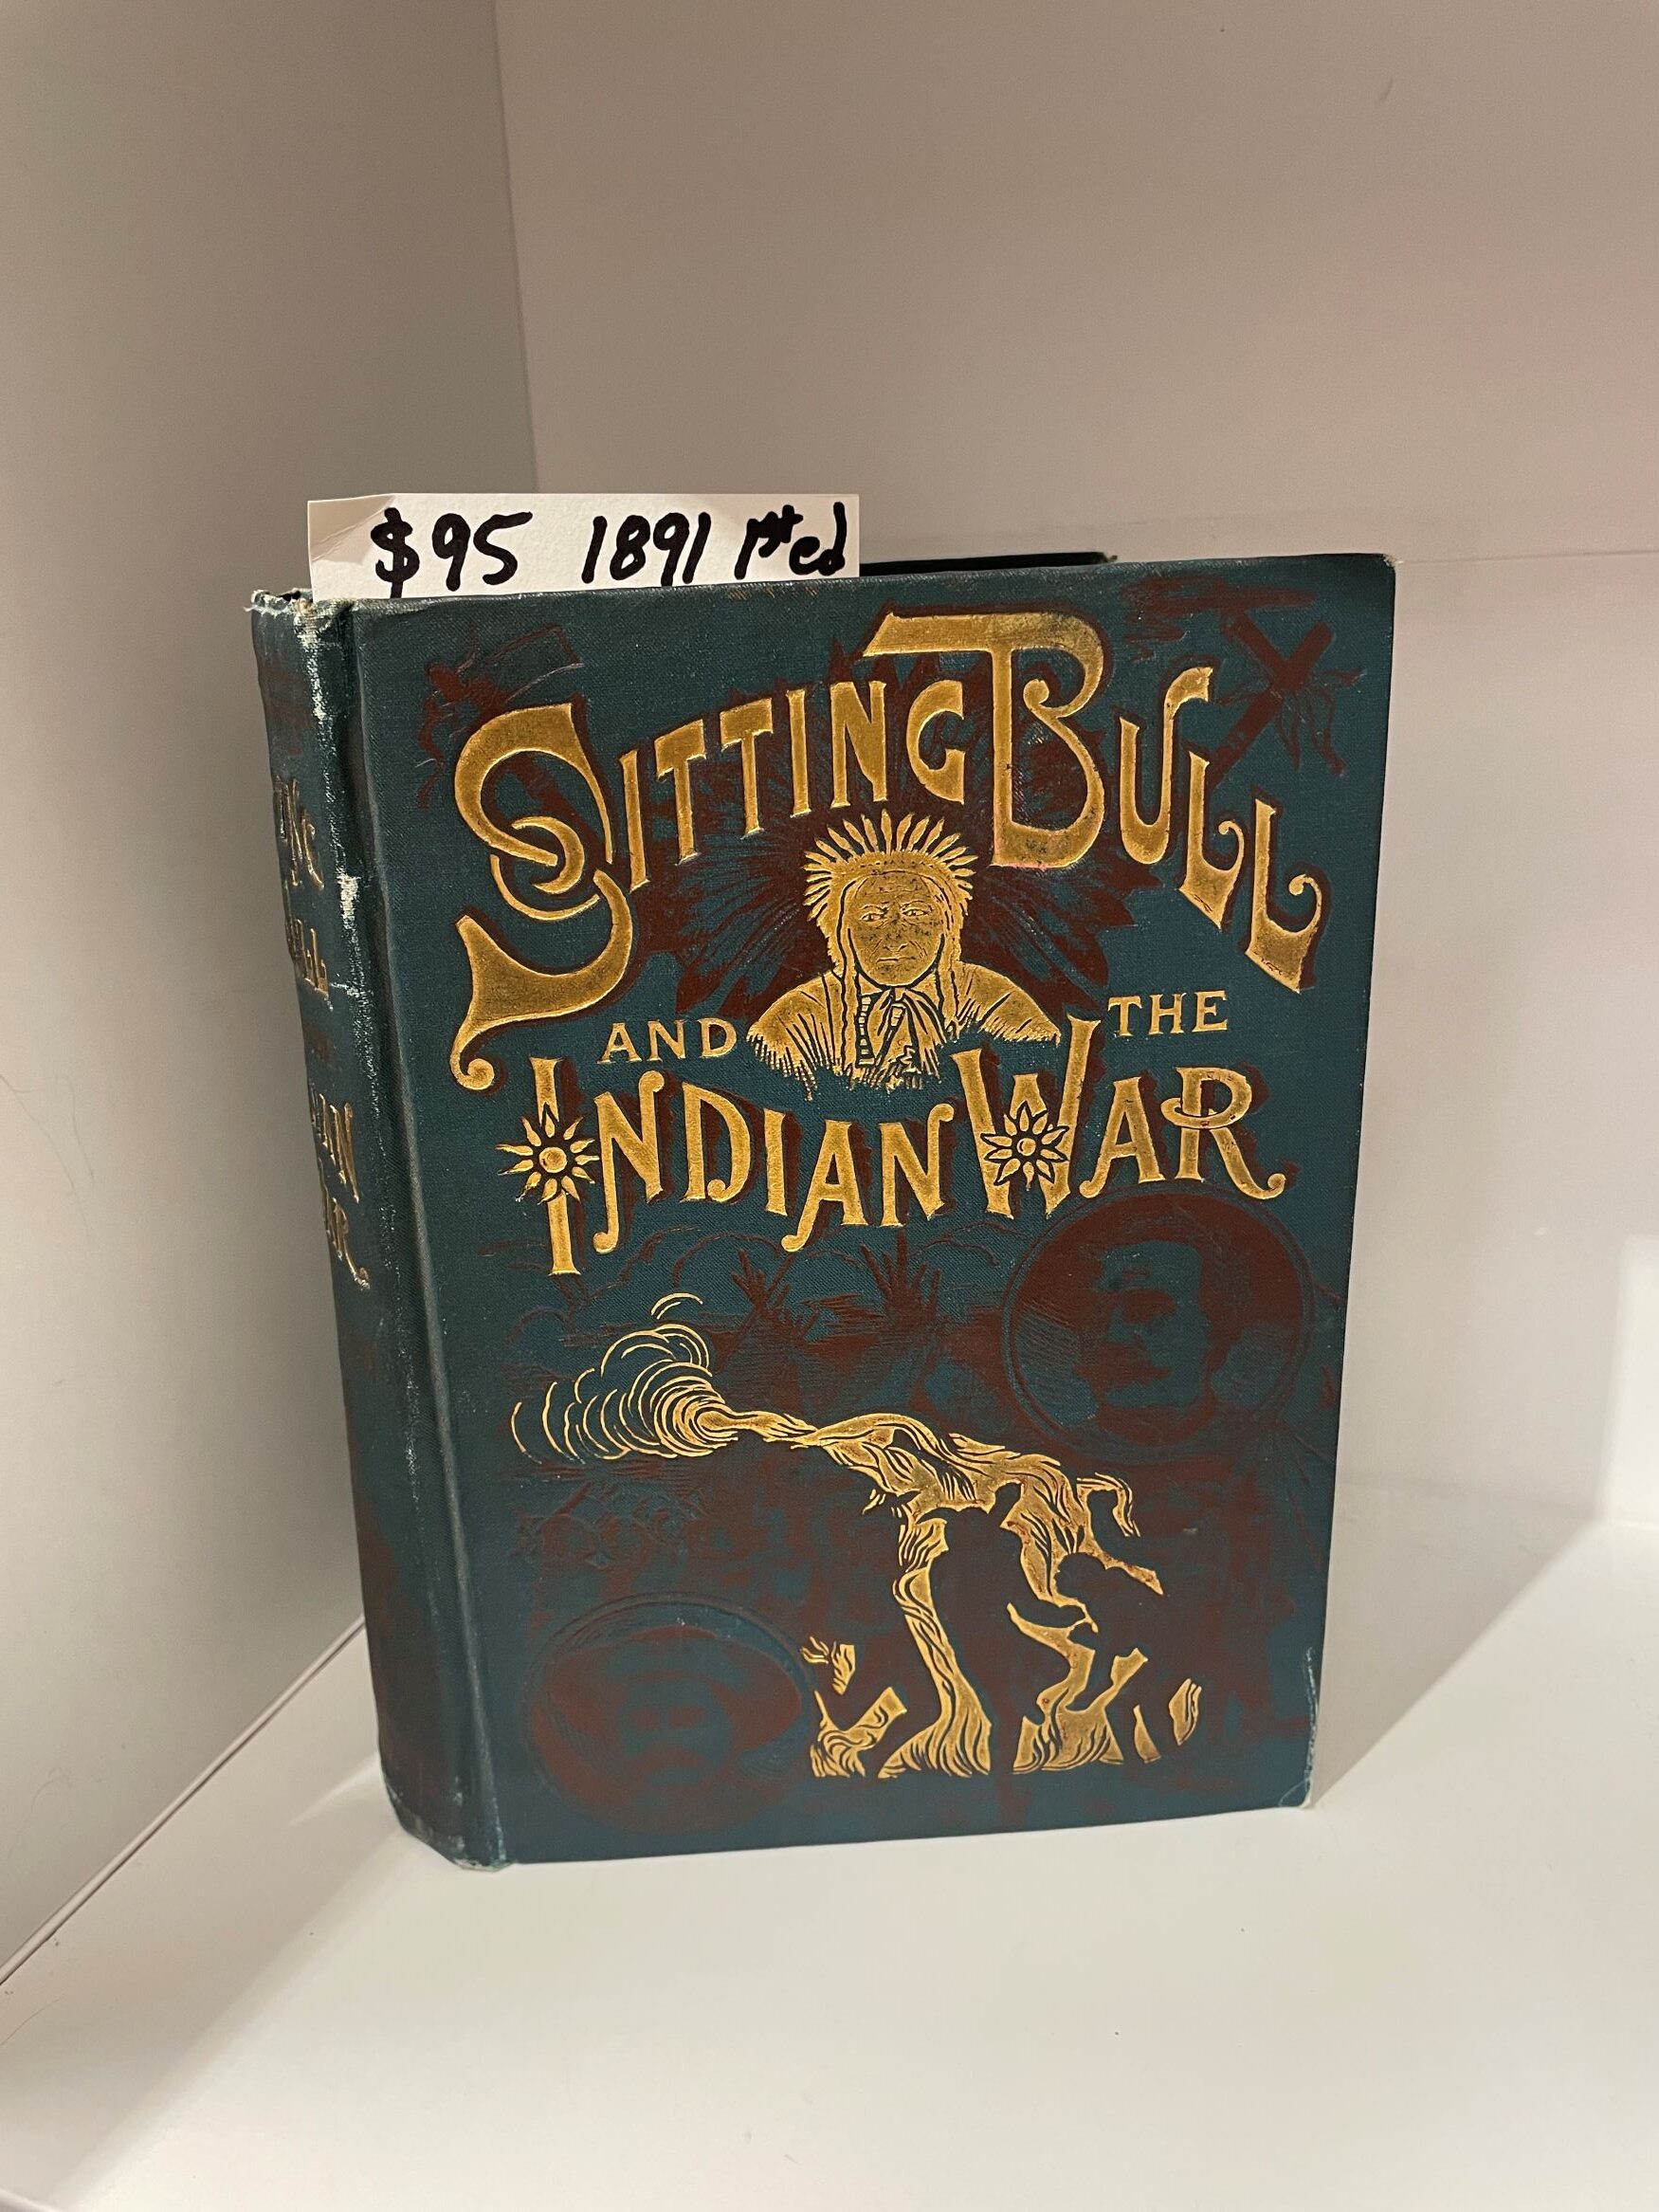 $95 1891 1st ed
SITTING BULL
AND THE
INDIAN WAR